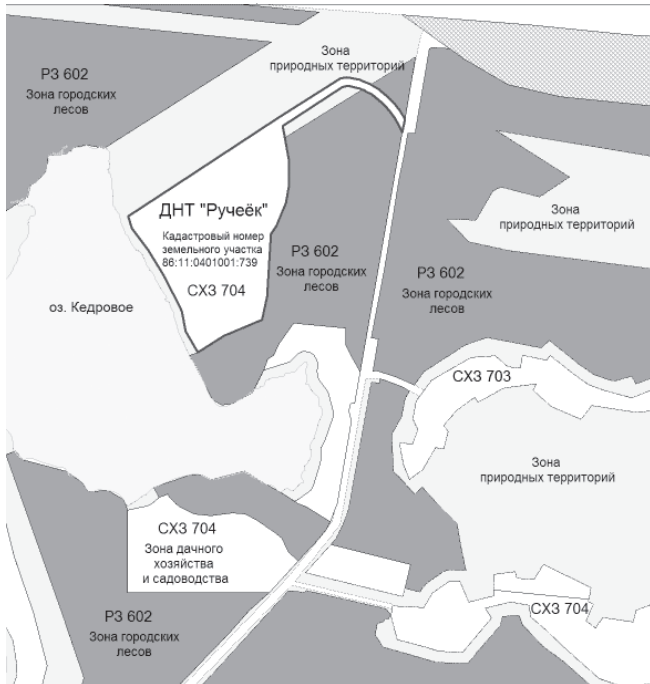 Зона
природных территорий
РЗ 602
Зона городских
лесов
ДНТ "Ручеёк"
Кадастровый номер
земельного участка
86:11:0401001:739
СХЗ 704
Зона
природных территорий
РЗ 602
Зона городских
лесов
РЗ 602
Зона городских
лесов
оз. Кедровое
СХЗ 703
Зона
природных территорий
СХЗ 704
Зона дачного
хозяйства
и садоводства
СХЗ 704
РЗ 602
Зона городских
лесов